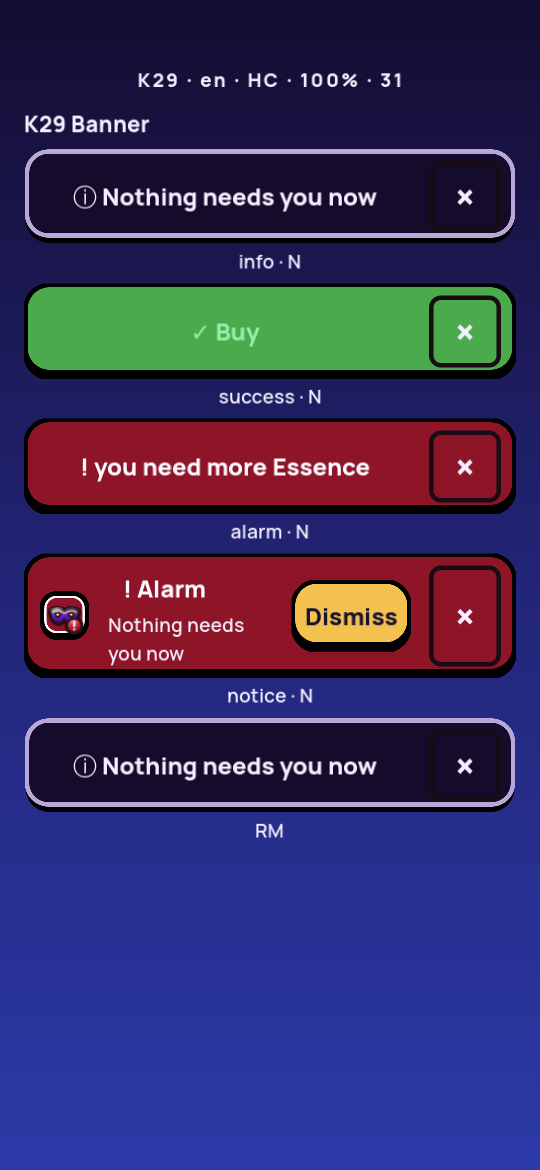 K29 · en · HC · 100% · 31
K29 Banner
ⓘ Nothing needs you now ×
info · N
✓ Buy ×
success · N
! you need more Essence ×
alarm · N
! Alarm
Nothing needs
you now
Dismiss ×
notice · N
ⓘ Nothing needs you now ×
RM